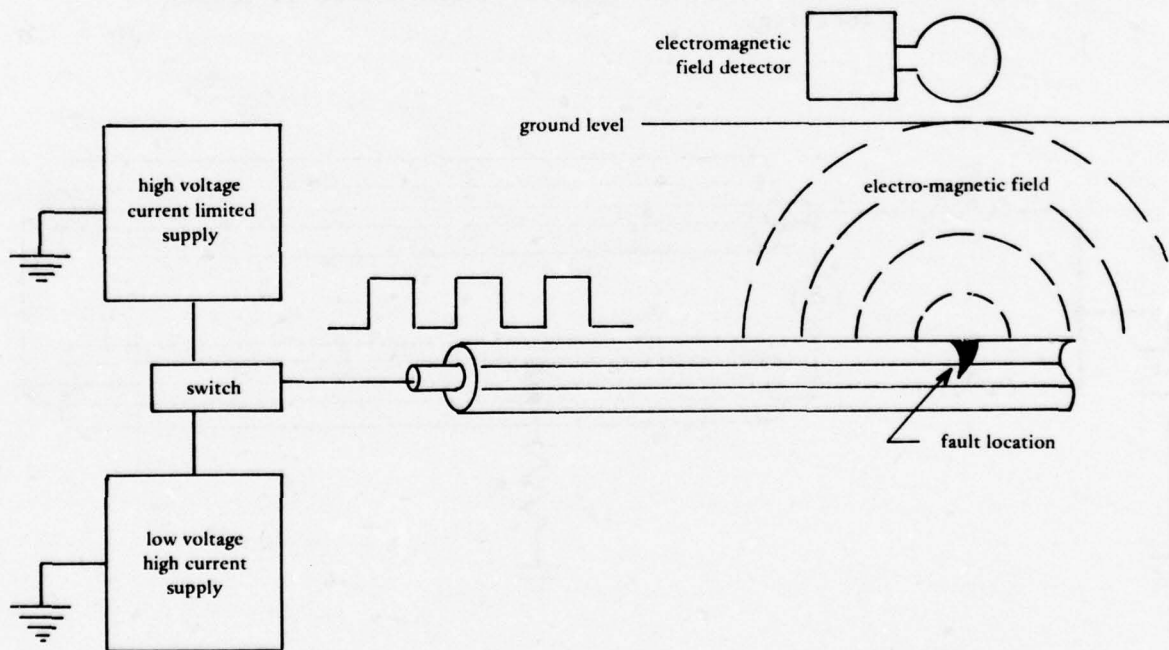 electromagnetic
field detector
ground level
high voltage
current limited
supply
electro-magnetic field
switch
fault location
low voltage
high current
supply